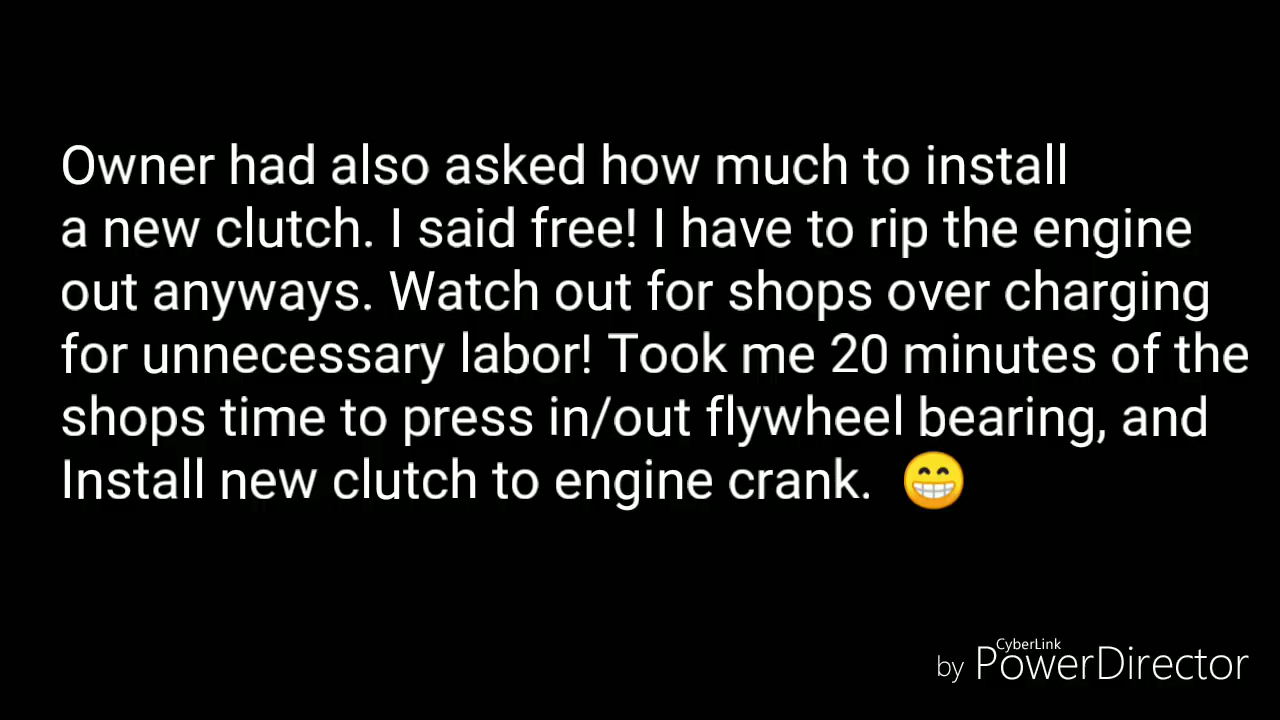 Owner had also asked how much to install
a new clutch. I said free! I have to rip the engine
out anyways. Watch out for shops over charging
for unnecessary labor! Took me 20 minutes of the
shops time to press in/out flywheel bearing, and
Install new clutch to engine crank. 😁
CyberLink
by PowerDirector